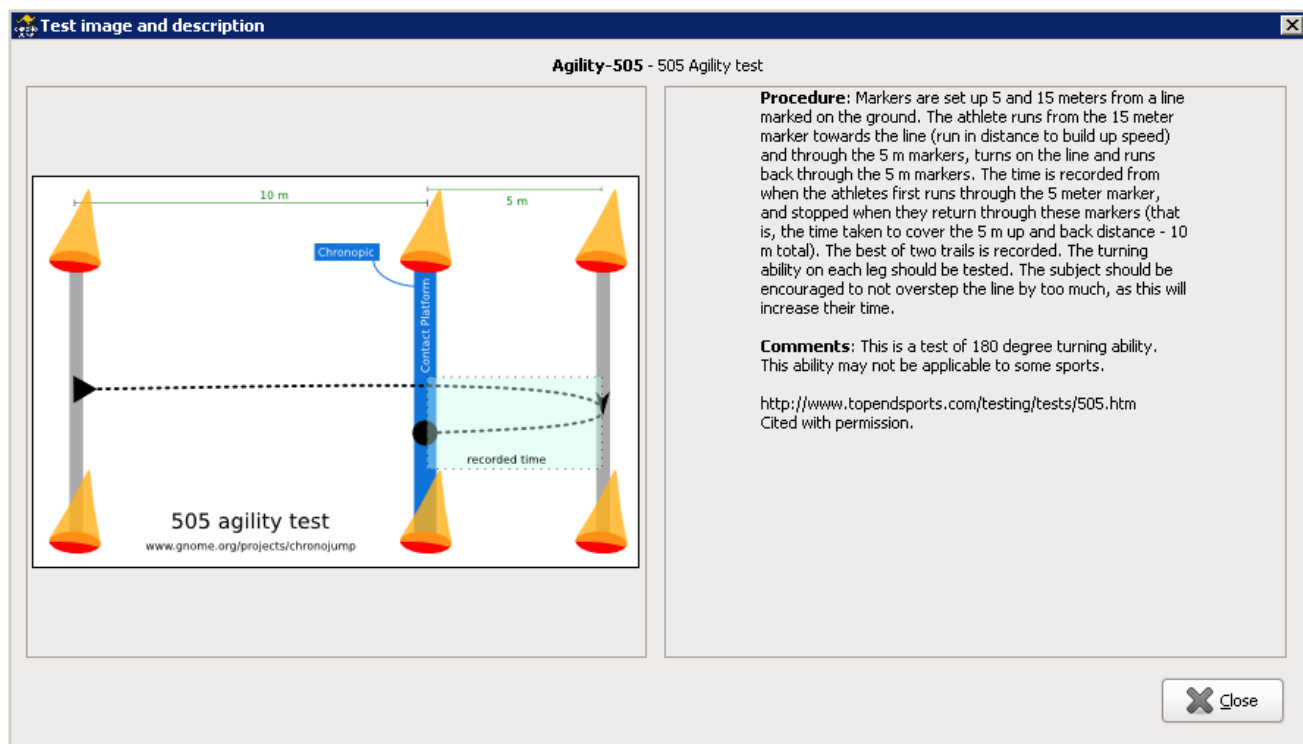 Test image and description
Agility-505 - 505 Agility test
10 m
5 m
Chronopic
Contact Platform
recorded time
505 agility test
www.gnome.org/projects/chronojump
Procedure: Markers are set up 5 and 15 meters from a line
marked on the ground. The athlete runs from the 15 meter
marker towards the line (run in distance to build up speed)
and through the 5 m markers, turns on the line and runs
back through the 5 m markers. The time is recorded from
when the athletes first runs through the 5 meter marker,
and stopped when they return through these markers (that
is, the time taken to cover the 5 m up and back distance - 10
m total). The best of two trails is recorded. The turning
ability on each leg should be tested. The subject should be
encouraged to not overstep the line by too much, as this will
increase their time.
Comments: This is a test of 180 degree turning ability.
This ability may not be applicable to some sports.
http://www.topendsports.com/testing/tests/505.htm
Cited with permission.
Close